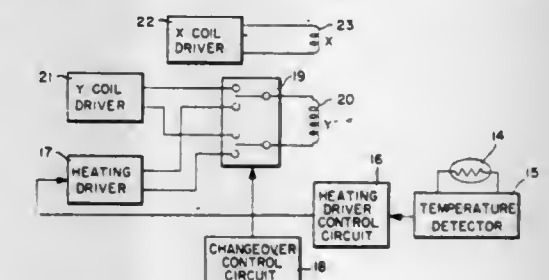 22
X COIL
DRIVER
23
X
21
Y COIL
DRIVER
19
20
Y
17
HEATING
DRIVER
16
HEATING
DRIVER
CONTROL
CIRCUIT
14
15
TEMPERATURE
DETECTOR
CHANGEOVER
CONTROL
CIRCUIT
18